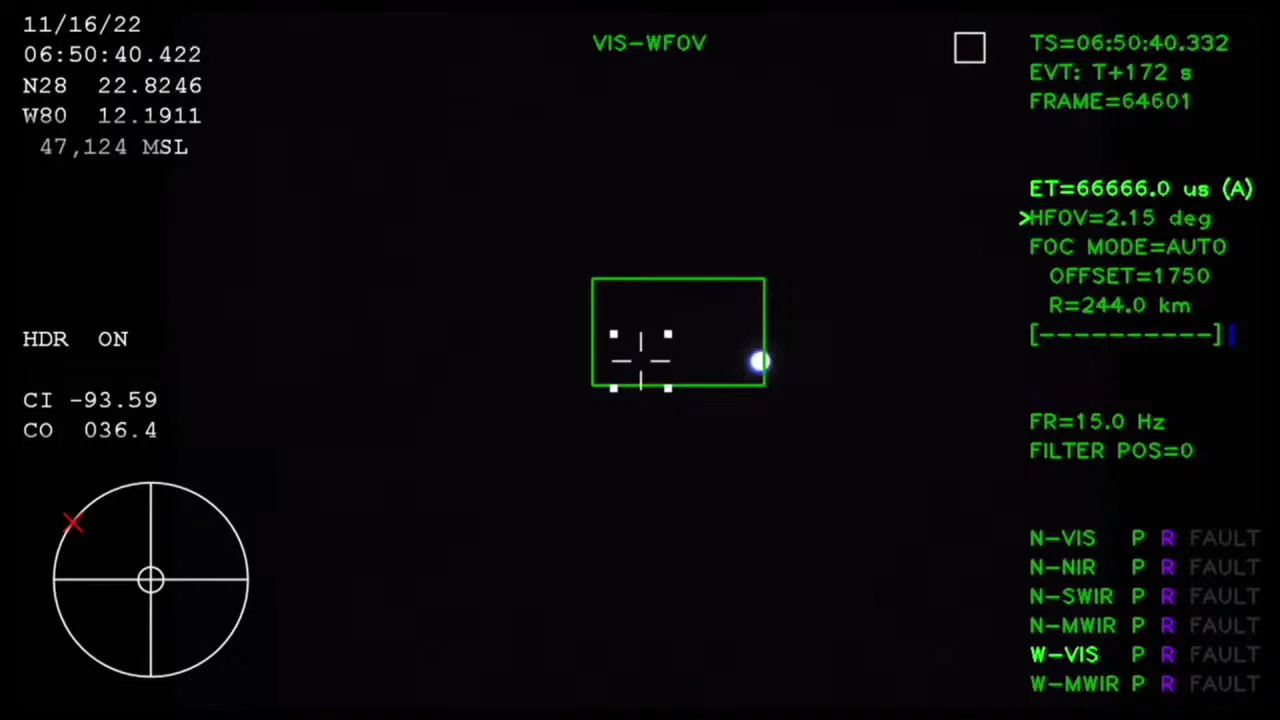 11/16/22
06:50:40.422
N28 22.8246
W80 12.1911
47,124 MSL
HDR ON
CI -93.59
CO 036.4
VIS-WFOV
TS=06:50:40.332
EVT: T+172 s
FRAME=64601
ET=66666.0 us (A)
>HFOV=2.15 deg
FOC MODE=AUTO
OFFSET=1750
R=244.0 km
[----------]
FR=15.0 Hz
FILTER POS=0
N-VIS P R FAULT
N-NIR P R FAULT
N-SWIR P R FAULT
N-MWIR P R FAULT
W-VIS P R FAULT
W-MWIR P R FAULT